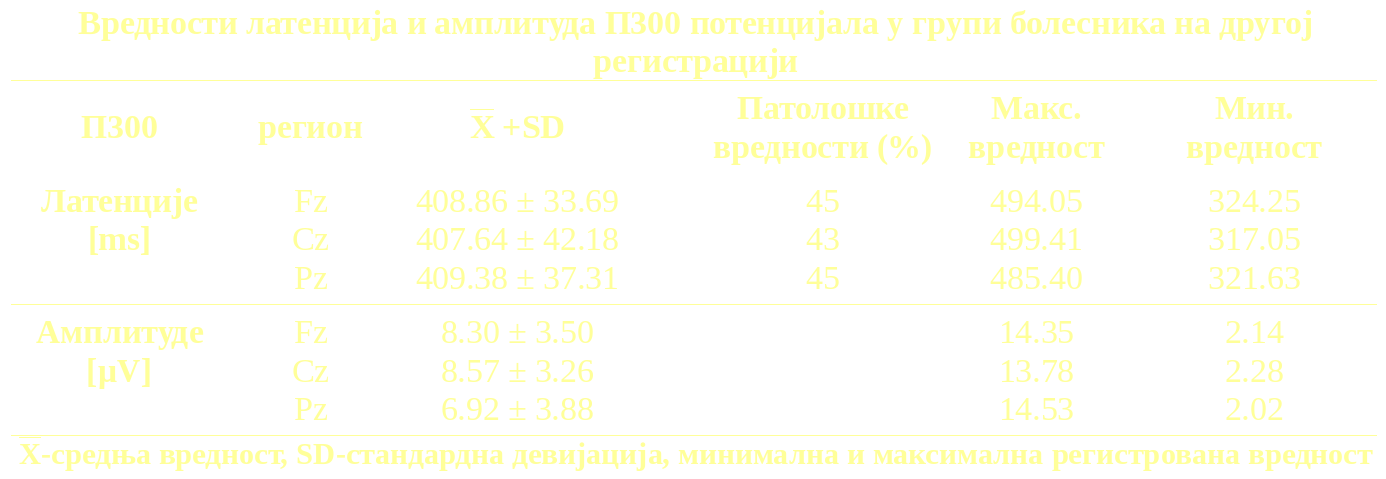 Вредности латенција и амплитуда П300 потенцијала у групи болесника на другој
регистрацији
П300 регион X̅ +SD Патолошке вредности (%) Макс. вредност Мин. вредност
Латенције Fz 408.86 ± 33.69 45 494.05 324.25
[ms] Cz 407.64 ± 42.18 43 499.41 317.05
Pz 409.38 ± 37.31 45 485.40 321.63
Амплитуде Fz 8.30 ± 3.50 14.35 2.14
[µV] Cz 8.57 ± 3.26 13.78 2.28
Pz 6.92 ± 3.88 14.53 2.02
X̅-средња вредност, SD-стандардна девијација, минимална и максимална регистрована вредност